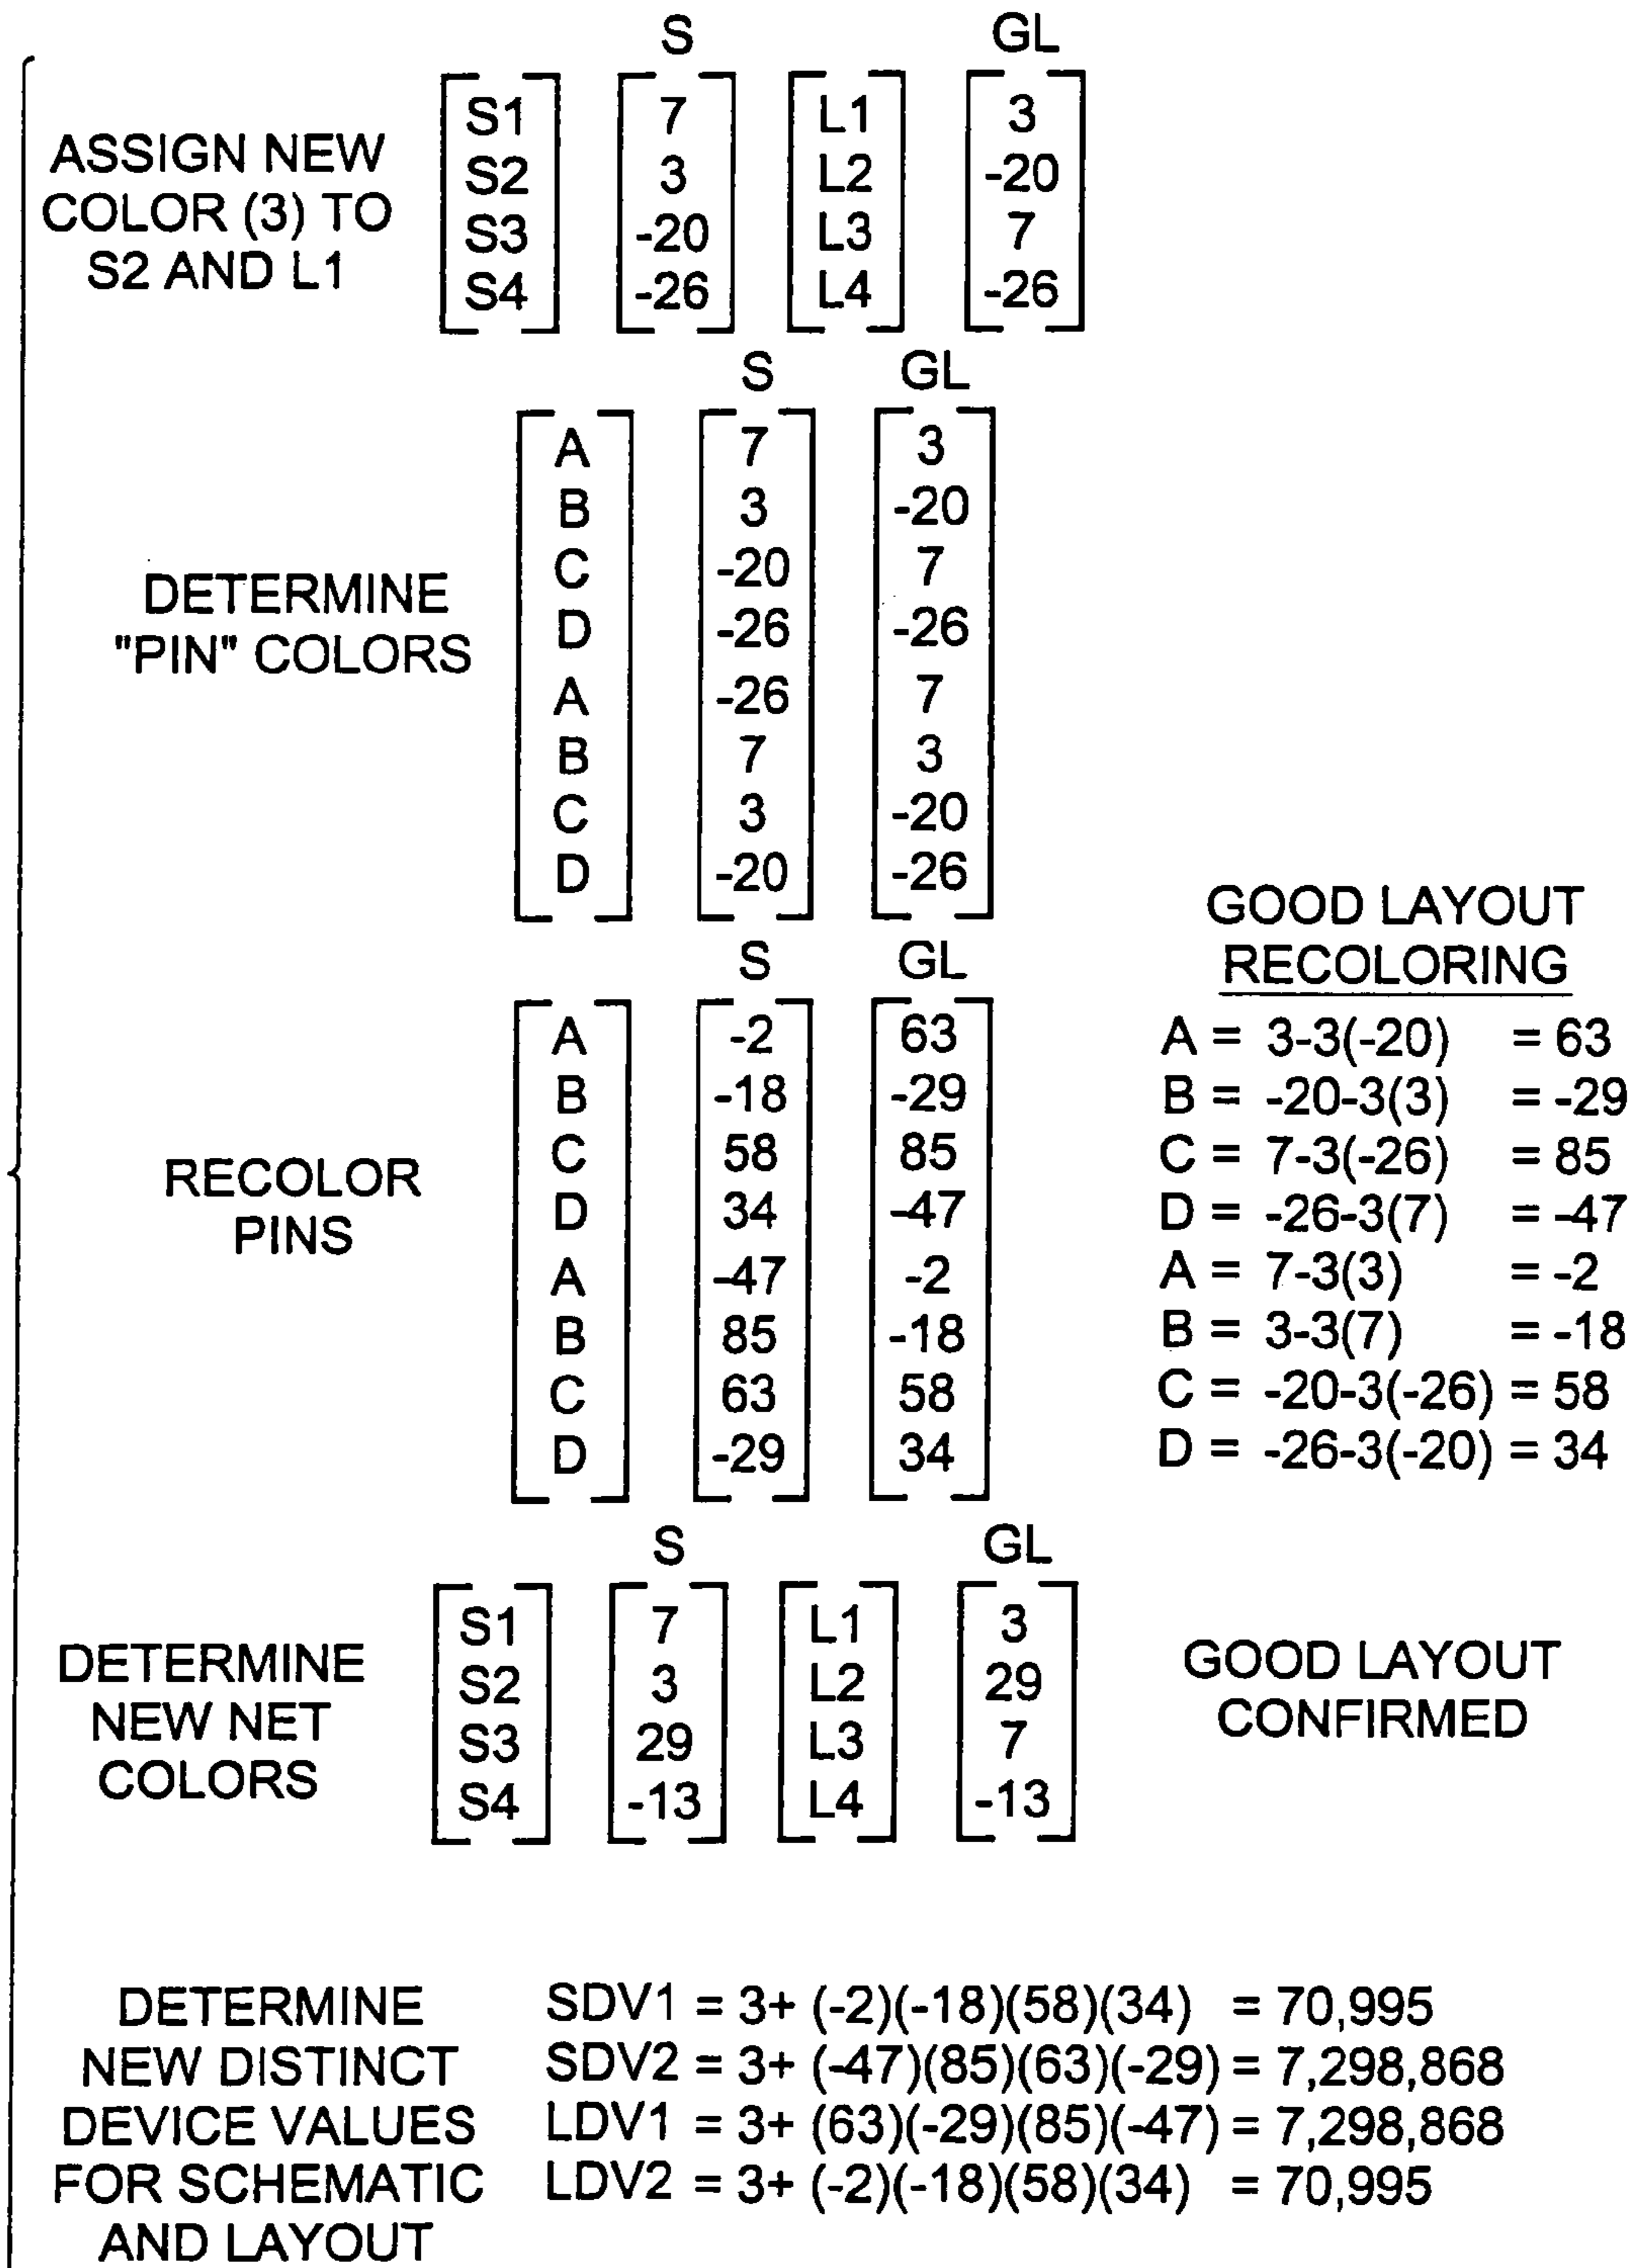 S GL
ASSIGN NEW
COLOR (3) TO
S2 AND L1
S1 7 L1 3
S2 3 L2 -20
S3 -20 L3 7
S4 -26 L4 -26
S GL
DETERMINE
"PIN" COLORS
A 7 3
B 3 -20
C -20 7
D -26 -26
A -26 7
B 7 3
C 3 -20
D -20 -26
S GL
RECOLOR
PINS
A -2 63
B -18 -29
C 58 85
D 34 -47
A -47 -2
B 85 -18
C 63 58
D -29 34
GOOD LAYOUT
RECOLORING
A = 3-3(-20) = 63
B = -20-3(3) = -29
C = 7-3(-26) = 85
D = -26-3(7) = -47
A = 7-3(3) = -2
B = 3-3(7) = -18
C = -20-3(-26) = 58
D = -26-3(-20) = 34
S GL
DETERMINE
NEW NET
COLORS
S1 7 L1 3
S2 3 L2 29
S3 29 L3 7
S4 -13 L4 -13
GOOD LAYOUT
CONFIRMED
DETERMINE
NEW DISTINCT
DEVICE VALUES
FOR SCHEMATIC
AND LAYOUT
SDV1 = 3+ (-2)(-18)(58)(34) = 70,995
SDV2 = 3+ (-47)(85)(63)(-29) = 7,298,868
LDV1 = 3+ (63)(-29)(85)(-47) = 7,298,868
LDV2 = 3+ (-2)(-18)(58)(34) = 70,995